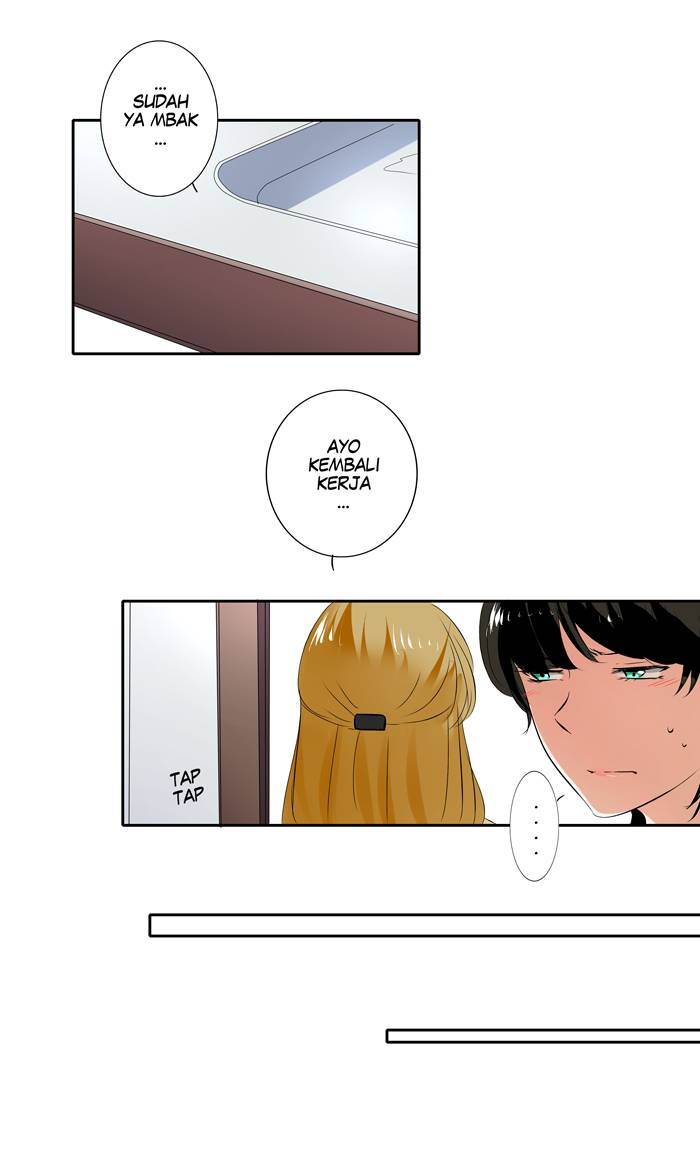 ...
SUDAH
YA MBAK
...
AYO
KEMBALI
KERJA
...
TAP
TAP
. . . .